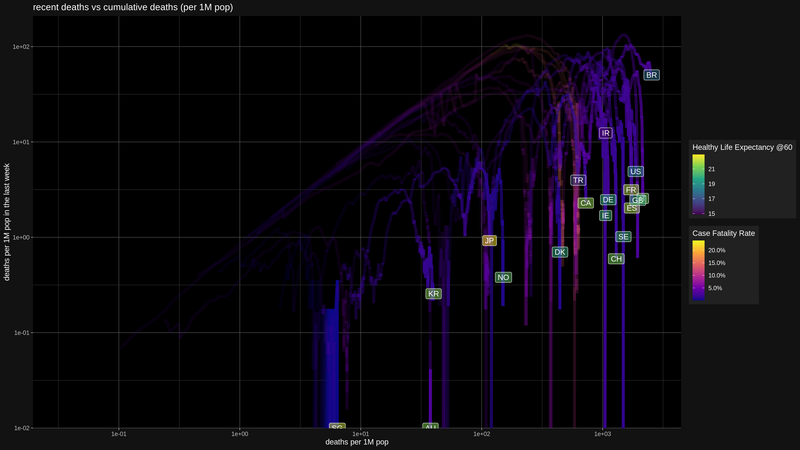 recent deaths vs cumulative deaths (per 1M pop)
1e+02
BR
IR
1e+01
Healthy Life Expectancy @60
21
19
17
15
US
TR
FR
CA
DE
GB
ES
IE
deaths per 1M pop in the last week
1e+00
JP
SE
DK
CH
Case Fatality Rate
20.0%
15.0%
10.0%
5.0%
NO
KR
1e-01
SG
AU
1e-02
1e-01
1e+00
1e+01
1e+02
1e+03
deaths per 1M pop